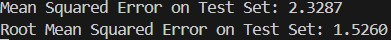 Mean Squared Error on Test Set: 2.3287
Root Mean Squared Error on Test Set: 1.5260